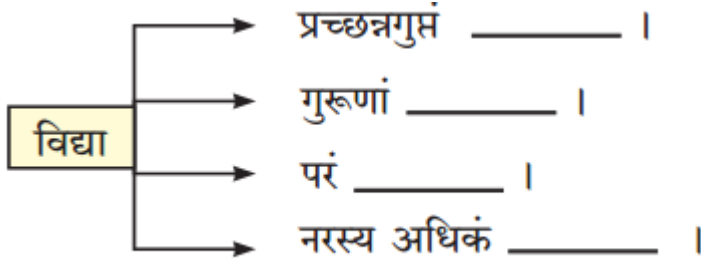 प्रच्छन्नगुप्तं ________ ।
विद्या
गुरूणां ________ ।
परं ________ ।
नरस्य अधिकं ________ ।